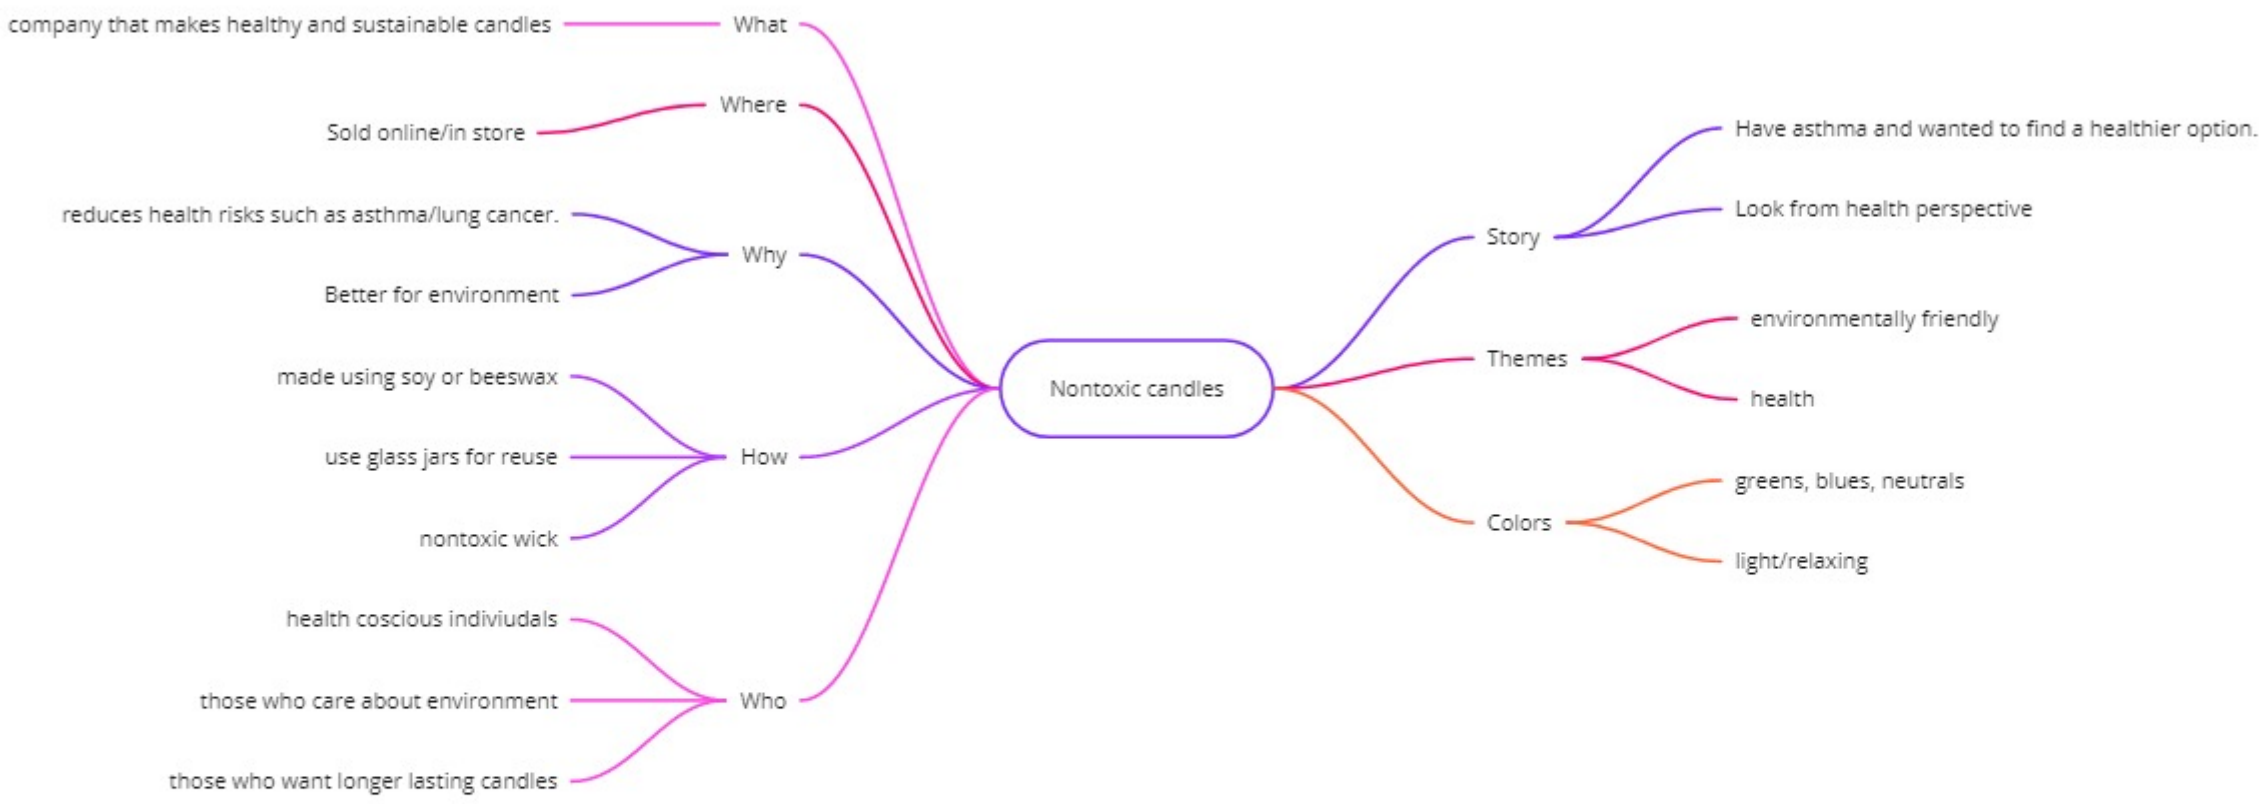 company that makes healthy and sustainable candles
What
Where
Sold online/in store
reduces health risks such as asthma/lung cancer.
Why
Better for environment
made using soy or beeswax
use glass jars for reuse
How
nontoxic wick
health coscious indiviudals
those who care about environment
Who
those who want longer lasting candles
Nontoxic candles
Have asthma and wanted to find a healthier option.
Look from health perspective
Story
environmentally friendly
Themes
health
greens, blues, neutrals
Colors
light/relaxing